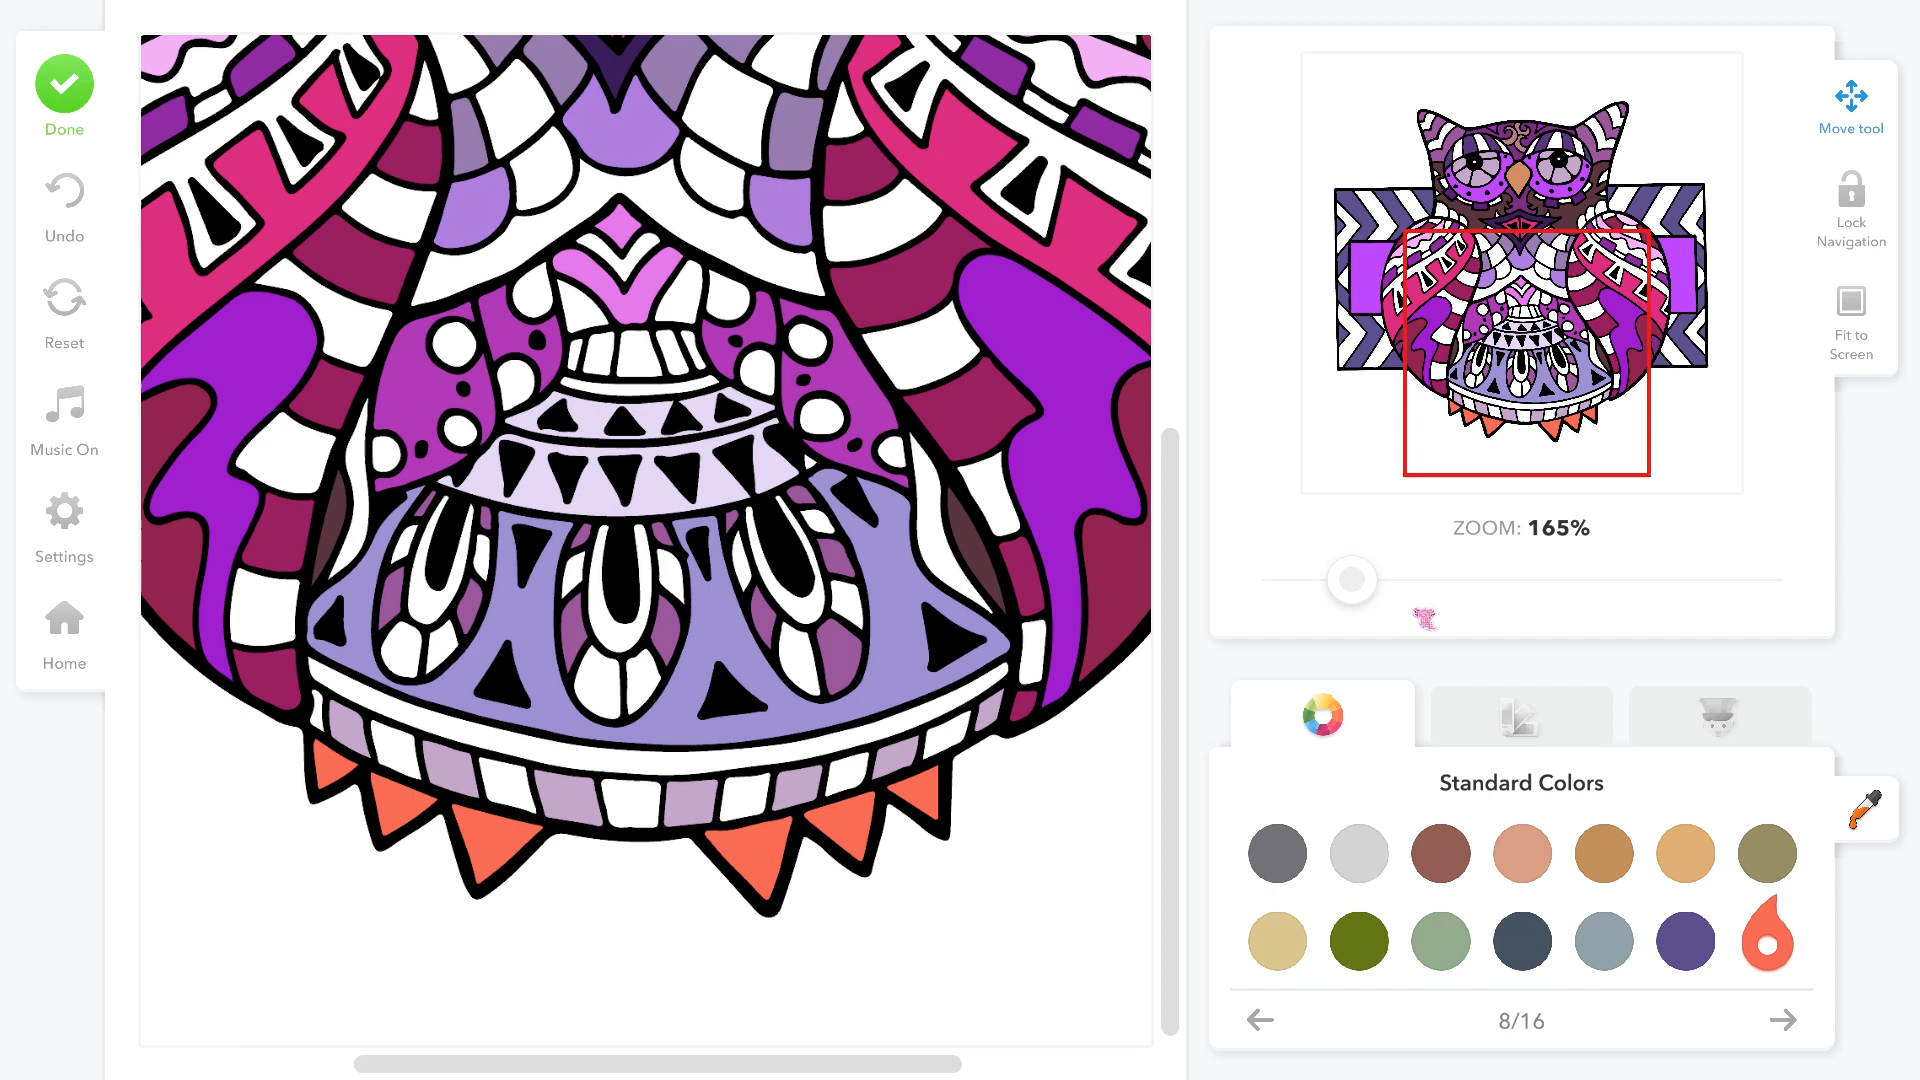 Done
Undo
Reset
Music On
Settings
Home
Move tool
Lock
Navigation
Fit to
Screen
ZOOM: 165%
Standard Colors
8/16